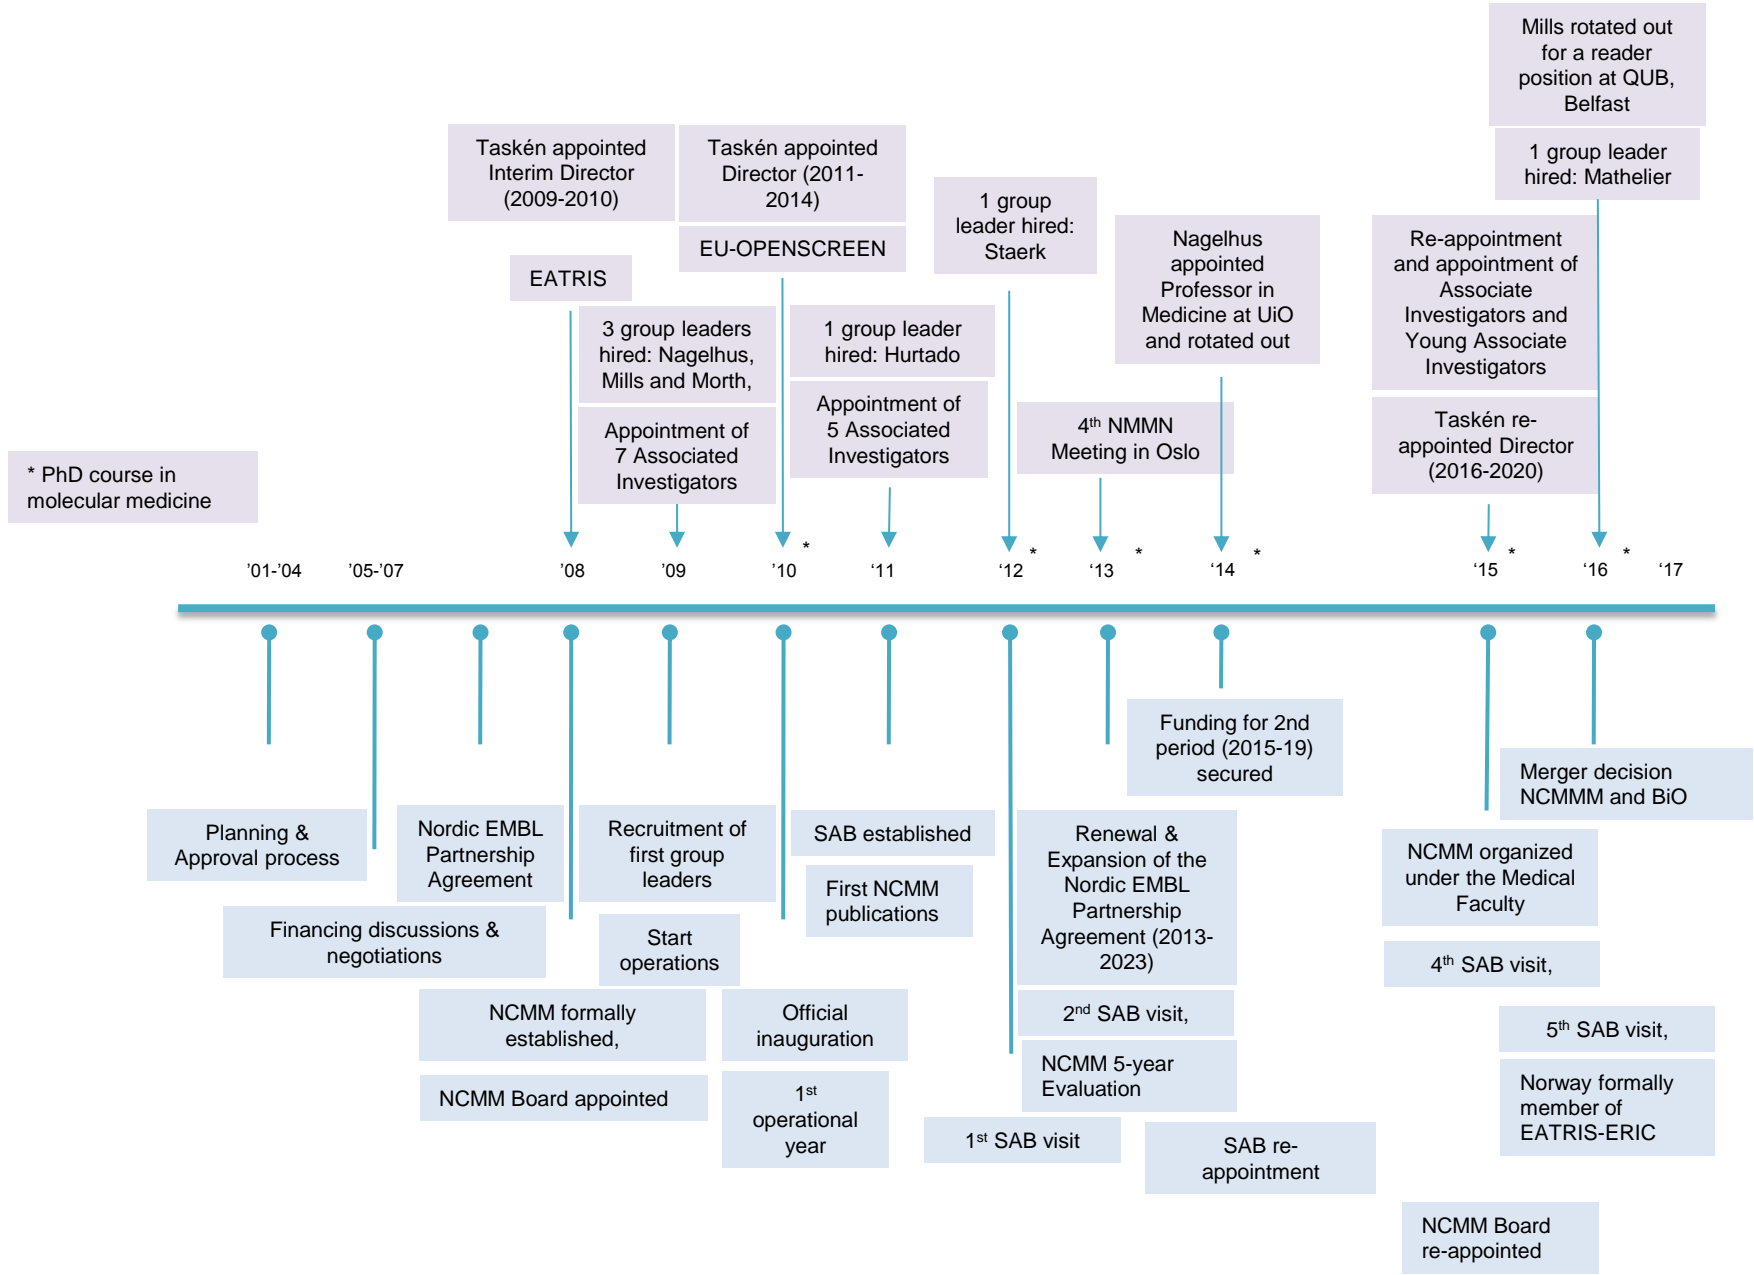 Mills rotated out
for a reader
position at QUB,
Belfast
1 group leader
hired: Mathelier
Taskén appointed
Interim Director
(2009-2010)
Taskén appointed
Director (2011-
2014)
EU-OPENSCREEN
1 group
leader hired:
Staerk
Nagelhus
appointed
Professor in
Medicine at UiO
and rotated out
Re-appointment
and appointment of
Associate
Investigators and
Young Associate
Investigators
EATRIS
3 group leaders
hired: Nagelhus,
Mills and Morth,
1 group leader
hired: Hurtado
Appointment of
7 Associated
Investigators
Appointment of
5 Associated
Investigators
4th NMMN
Meeting in Oslo
Taskén re-
appointed Director
(2016-2020)
* PhD course in
molecular medicine
* * * * * *
’01-’04 ’05-’07 ’08 ’09 ’10 ‘11 ‘12 ‘13 ‘14 ‘15 ‘16 ‘17
Funding for 2nd
period (2015-19)
secured
Merger decision
NCMMM and BiO
Planning &
Approval process
Nordic EMBL
Partnership
Agreement
Recruitment of
first group
leaders
SAB established
Renewal &
Expansion of the
Nordic EMBL
Partnership
Agreement (2013-
2023)
NCMM organized
under the Medical
Faculty
First NCMM
publications
Financing discussions &
negotiations
Start
operations
4th SAB visit,
NCMM formally
established,
Official
inauguration
2nd SAB visit,
5th SAB visit,
NCMM 5-year
Evaluation
NCMM Board appointed
1st
operational
year
Norway formally
member of
EATRIS-ERIC
1st SAB visit
SAB re-
appointment
NCMM Board
re-appointed